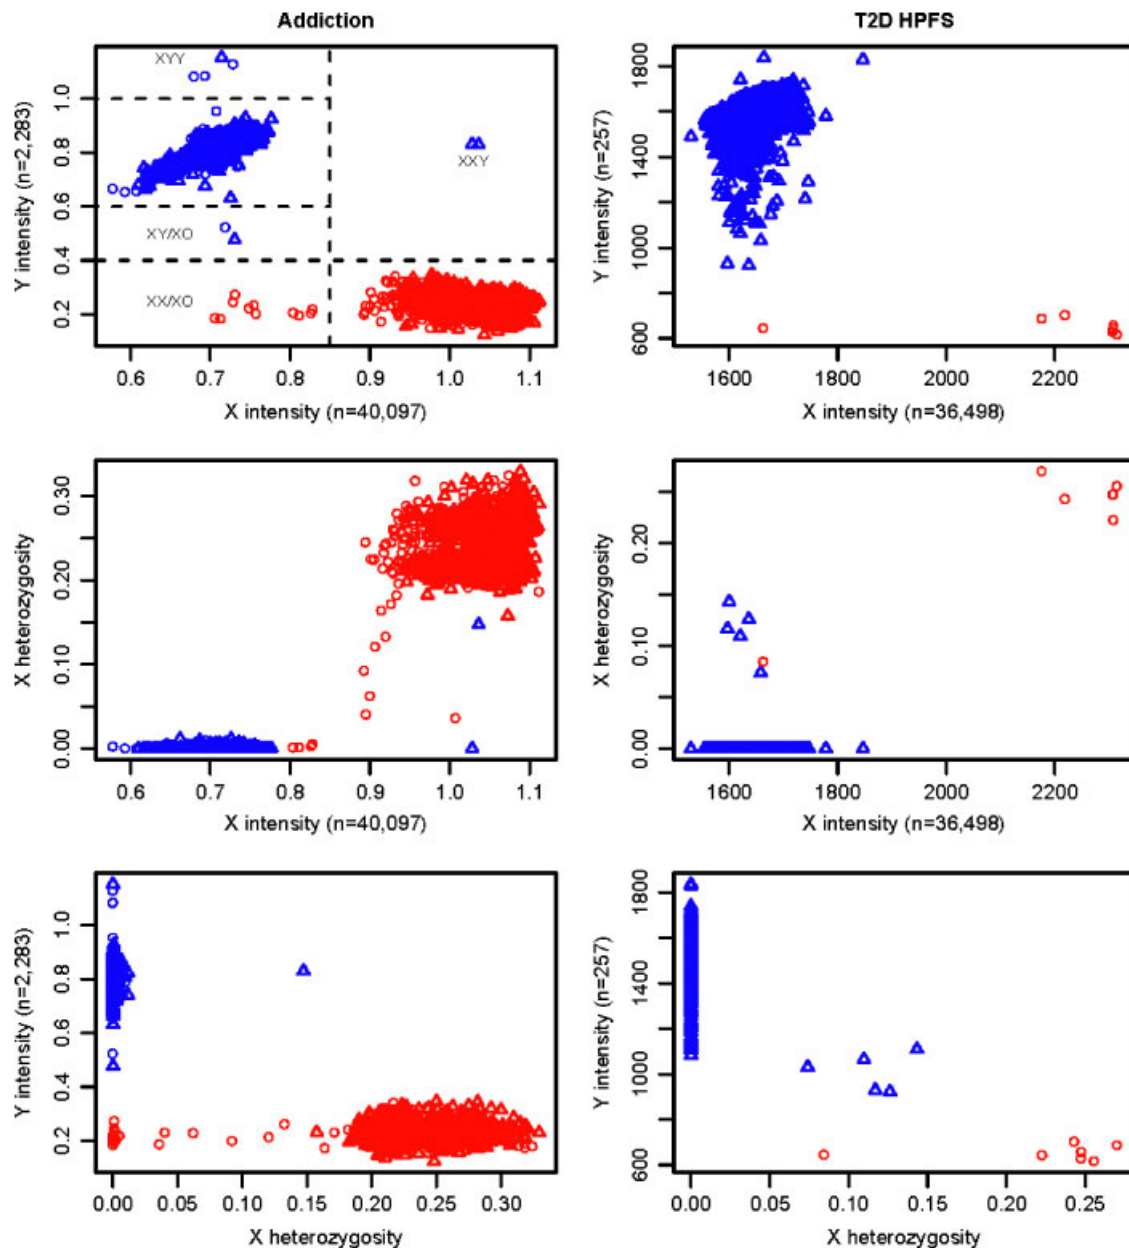 Addiction
T2D HPFS
XYY
XXY
XY/XO
XX/XO
Y intensity (n=2,283)
0.2 0.4 0.6 0.8 1.0
0.6 0.7 0.8 0.9 1.0 1.1
X intensity (n=40,097)
Y intensity (n=257)
600 1000 1400 1800
1600 1800 2000 2200
X intensity (n=36,498)
X heterozygosity
0.00 0.10 0.20 0.30
0.6 0.7 0.8 0.9 1.0 1.1
X intensity (n=40,097)
X heterozygosity
0.00 0.10 0.20
1600 1800 2000 2200
X intensity (n=36,498)
Y intensity (n=2,283)
0.2 0.4 0.6 0.8 1.0
0.00 0.05 0.10 0.15 0.20 0.25 0.30
X heterozygosity
Y intensity (n=257)
600 1000 1400 1800
0.00 0.05 0.10 0.15 0.20 0.25
X heterozygosity